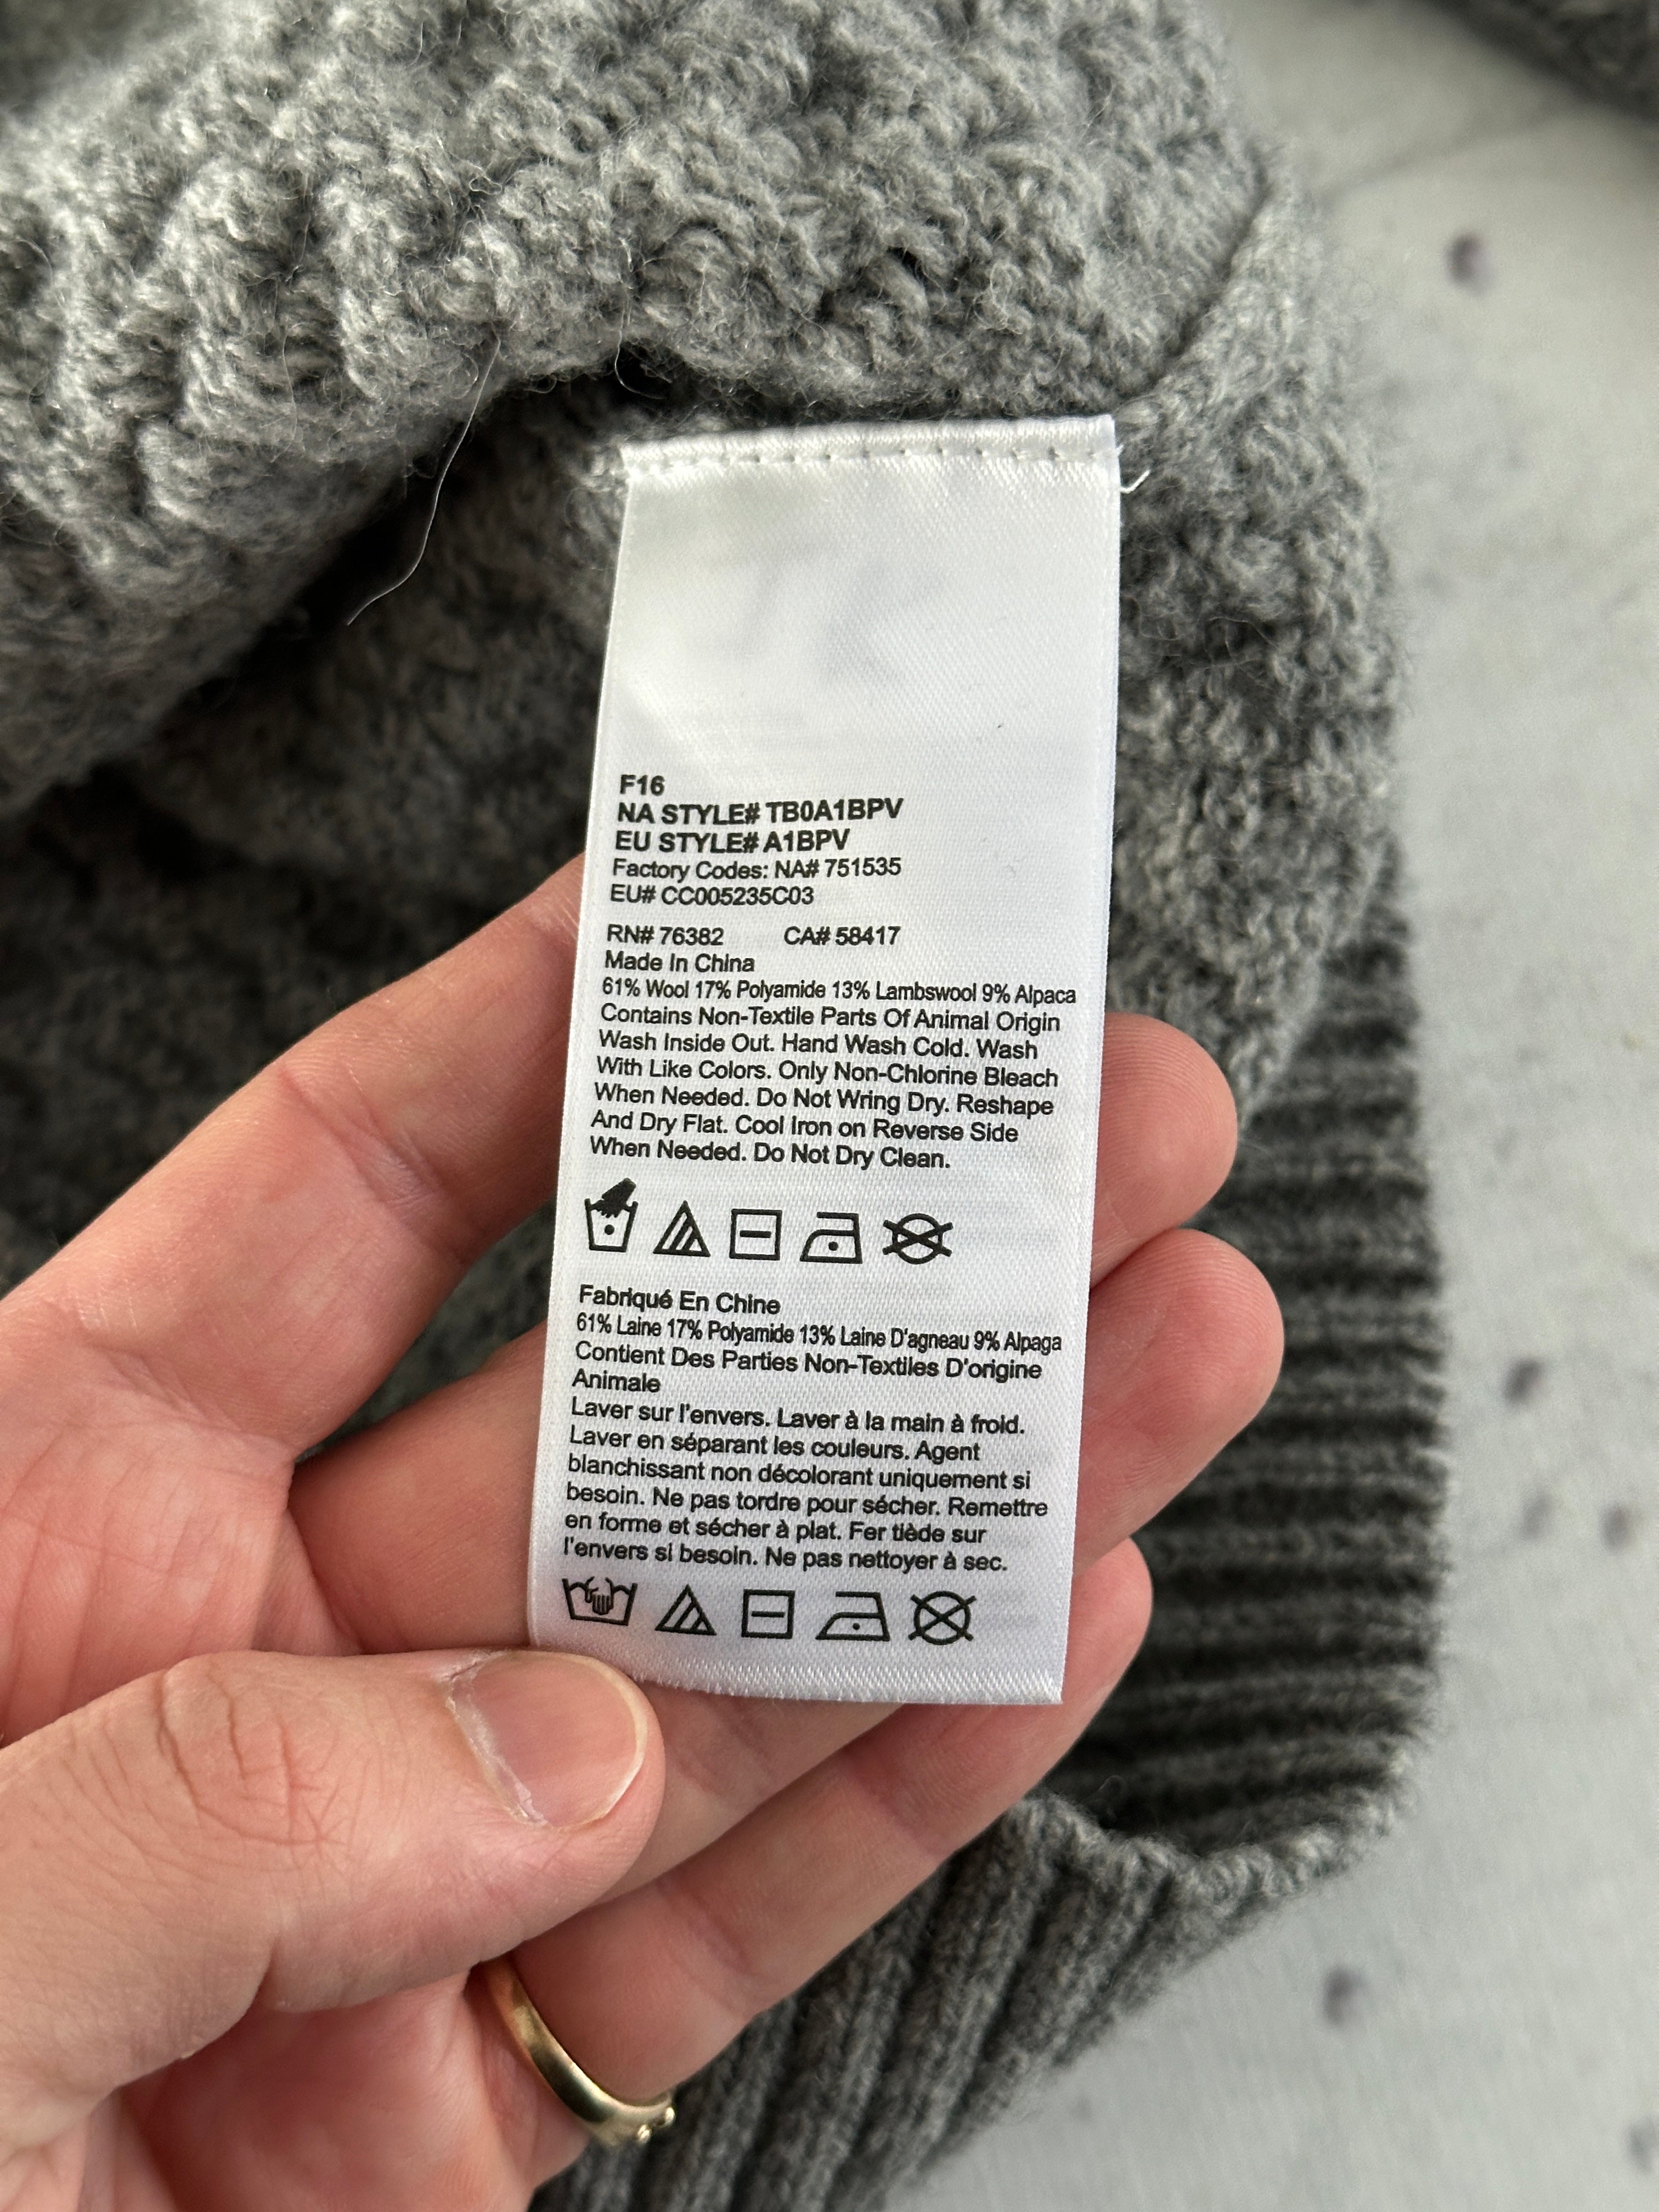 F16
NA STYLE# TB0A1BPV
EU STYLE# A1BPV
Factory Codes: NA# 751535
EU# CC005235C03
RN# 76382 CA# 58417
Made In China
61% Wool 17% Polyamide 13% Lambswool 9% Alpaca
Contains Non-Textile Parts Of Animal Origin
Wash Inside Out. Hand Wash Cold. Wash
With Like Colors. Only Non-Chlorine Bleach
When Needed. Do Not Wring Dry. Reshape
And Dry Flat. Cool Iron on Reverse Side
When Needed. Do Not Dry Clean.
Fabriqué En Chine
61% Laine 17% Polyamide 13% Laine D'agneau 9% Alpaga
Contient Des Parties Non-Textiles D'origine
Animale
Laver sur l'envers. Laver à la main à froid.
Laver en séparant les couleurs. Agent
blanchissant non décolorant uniquement si
besoin. Ne pas tordre pour sécher. Remettre
en forme et sécher à plat. Fer tiède sur
l'envers si besoin. Ne pas nettoyer à sec.